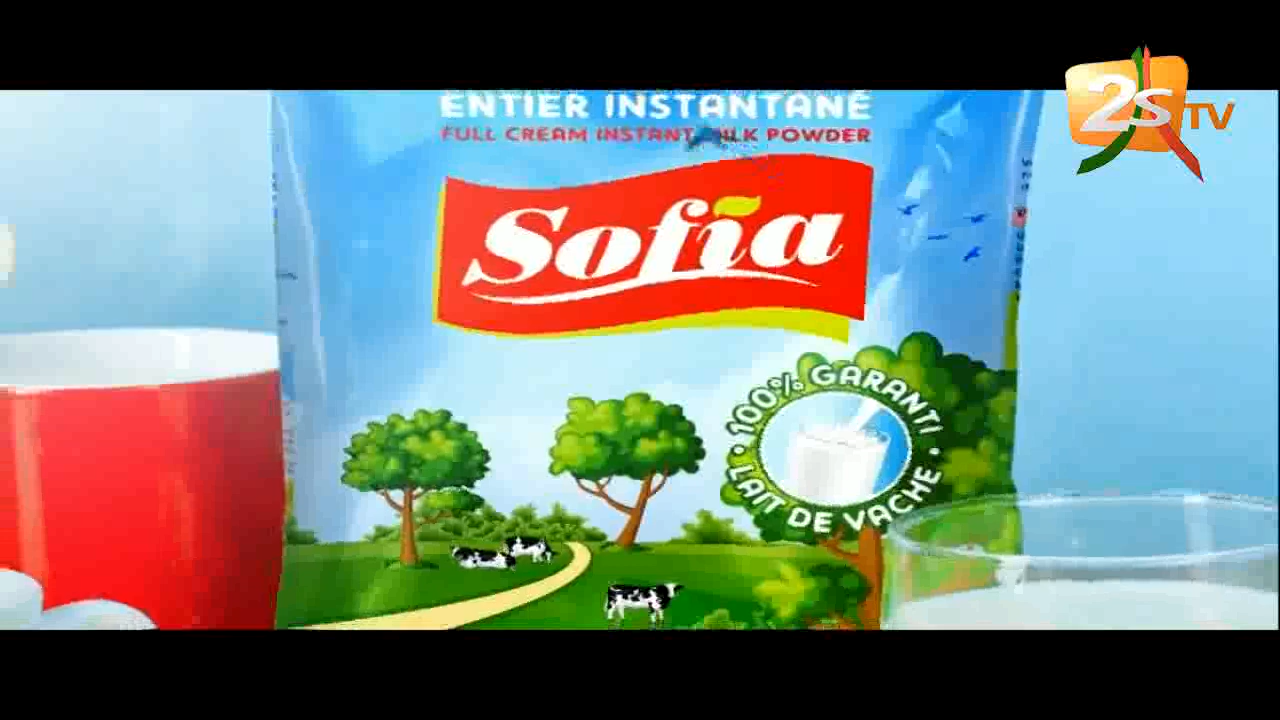 2s TV
ENTIER INSTANTANÉ
FULL CREAM INSTANT MILK POWDER
Sofia
100% GARANTI
LAIT DE VACHE